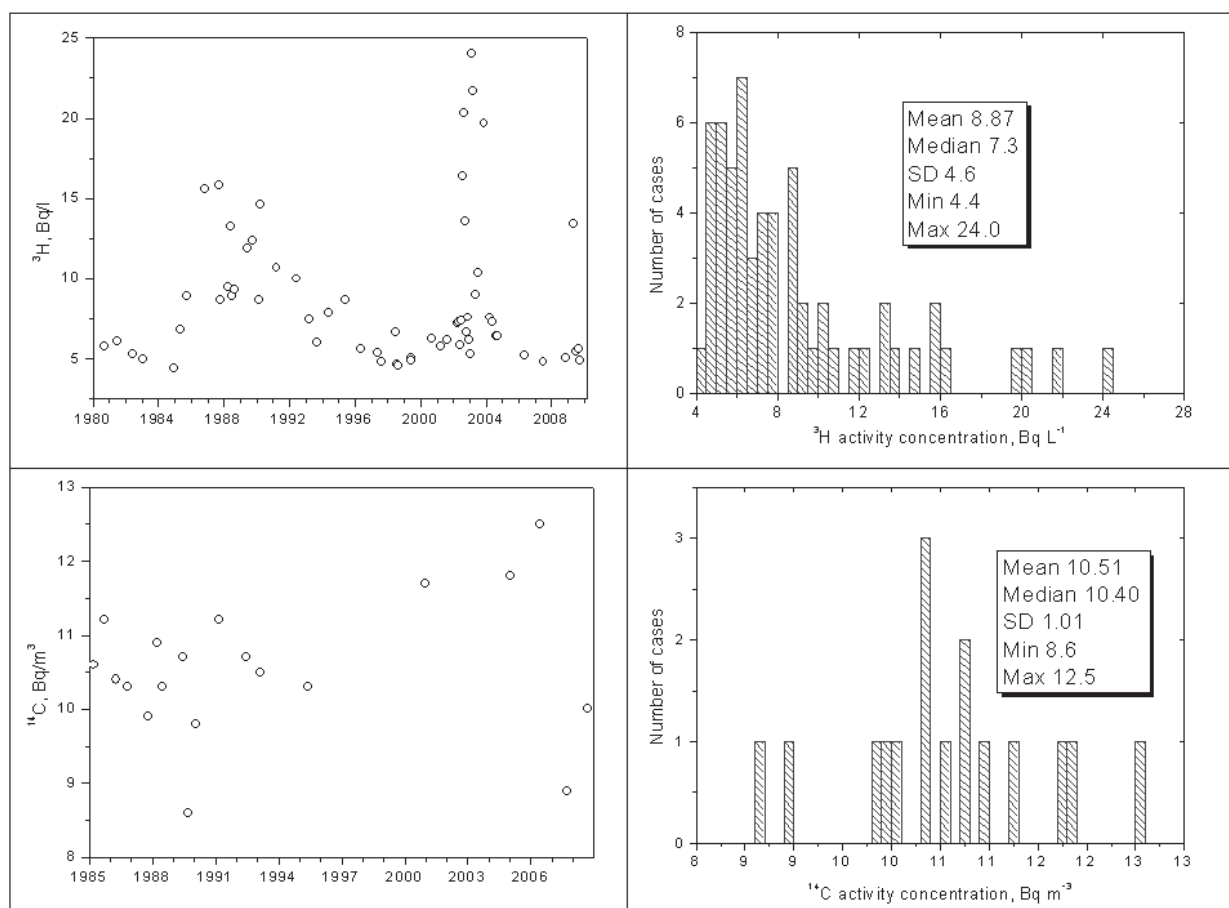 25
20
15
10
5
³H, Bq/l
1980 1984 1988 1992 1996 2000 2004 2008
8
6
4
2
0
Number of cases
Mean 8.87
Median 7.3
SD 4.6
Min 4.4
Max 24.0
4 8 12 16 20 24 28
³H activity concentration, Bq L⁻¹
13
12
11
10
9
8
¹⁴C, Bq/m³
1985 1988 1991 1994 1997 2000 2003 2006
3
2
1
0
Number of cases
Mean 10.51
Median 10.40
SD 1.01
Min 8.6
Max 12.5
8 9 9 10 10 11 11 12 12 13 13
¹⁴C activity concentration, Bq m⁻³